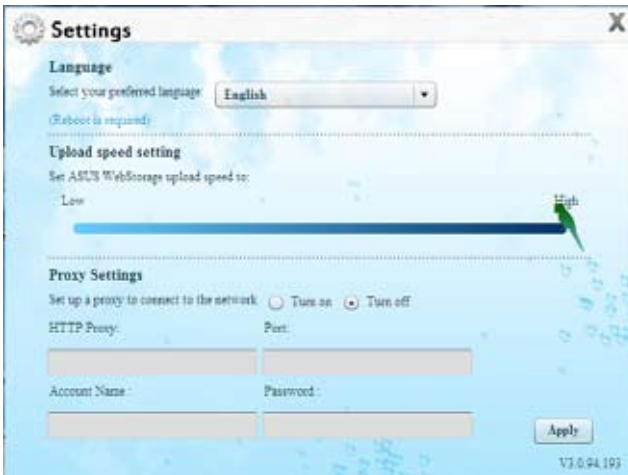 Settings
X
Language
Select your preferred language:
English
(Reboot is required)
Upload speed setting
Set ASUS WebStorage upload speed to:
Low
High
Proxy Settings
Set up a proxy to connect to the network
Turn on
Turn off
HTTP Proxy:
Port:
Account Name :
Password :
Apply
V3.0.94.193